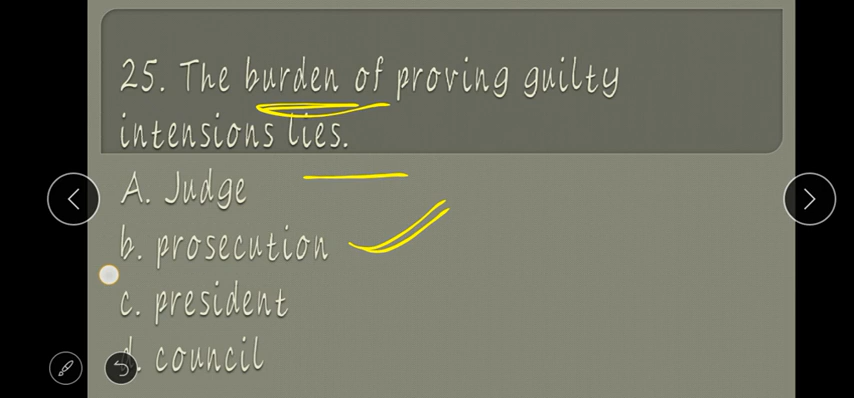 25. The burden of proving guilty
intensions lies.
A. Judge
b. prosecution
c. president
d. council